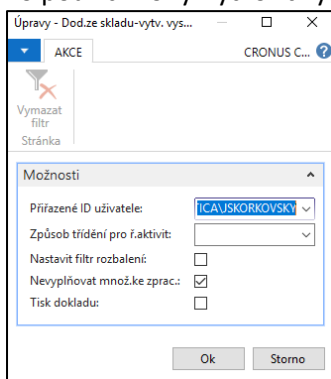 Úpravy - Dod.ze skladu-vytv. vys...
AKCE
CRONUS C...
Vymazat
filtr
Stránka
Možnosti
Přiřazené ID uživatele:
ICA\JSKORKOVSKY
Způsob třídění pro ř.aktivit:
Nastavit filtr rozbalení:
Nevyplňovat množ.ke zprac.:
Tisk dokladu:
Ok
Storno